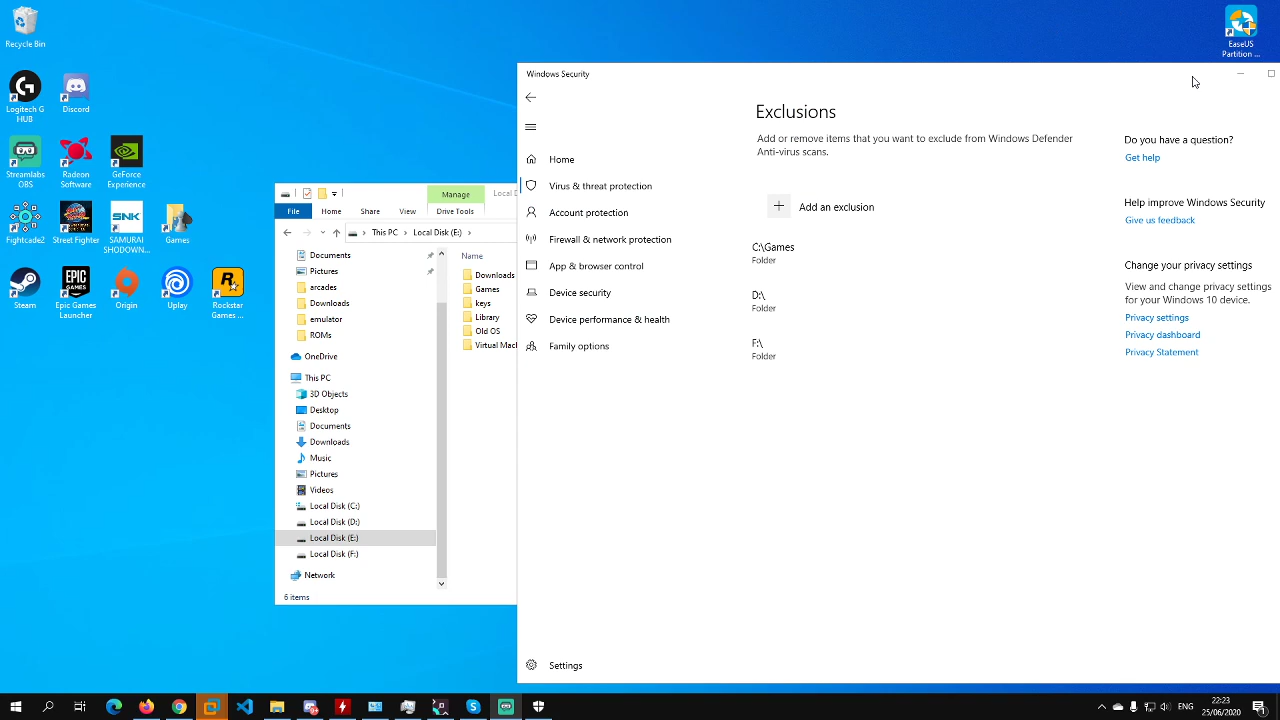 Recycle Bin
EaseUS
Partition ...
Logitech G
HUB
Discord
Streamlabs
OBS
Radeon
Software
GeForce
Experience
Fightcade2
Street Fighter
SNK
SAMURAI
SHODOWN...
Games
Steam
EPIC
GAMES
Epic Games
Launcher
Origin
Uplay
Rockstar
Games ...
Manage
Local D
File
Home
Share
View
Drive Tools
This PC
Local Disk (E:)
Documents
Pictures
arcades
Downloads
emulator
ROMs
OneDrive
This PC
3D Objects
Desktop
Documents
Downloads
Music
Pictures
Videos
Local Disk (C:)
Local Disk (D:)
Local Disk (E:)
Local Disk (F:)
Network
6 items
Name
Downloads
Games
keys
Library
Old OS
Virtual Mach
Windows Security
Home
Virus & threat protection
Account protection
Firewall & network protection
App & browser control
Device security
Device performance & health
Family options
Settings
Exclusions
Add or remove items that you want to exclude from Windows Defender
Anti-virus scans.
Add an exclusion
C:\Games
Folder
D:\
Folder
F:\
Folder
Do you have a question?
Get help
Help improve Windows Security
Give us feedback
Change your privacy settings
View and change privacy settings
for your Windows 10 device.
Privacy settings
Privacy dashboard
Privacy Statement
ENG
22:23
25/06/2020